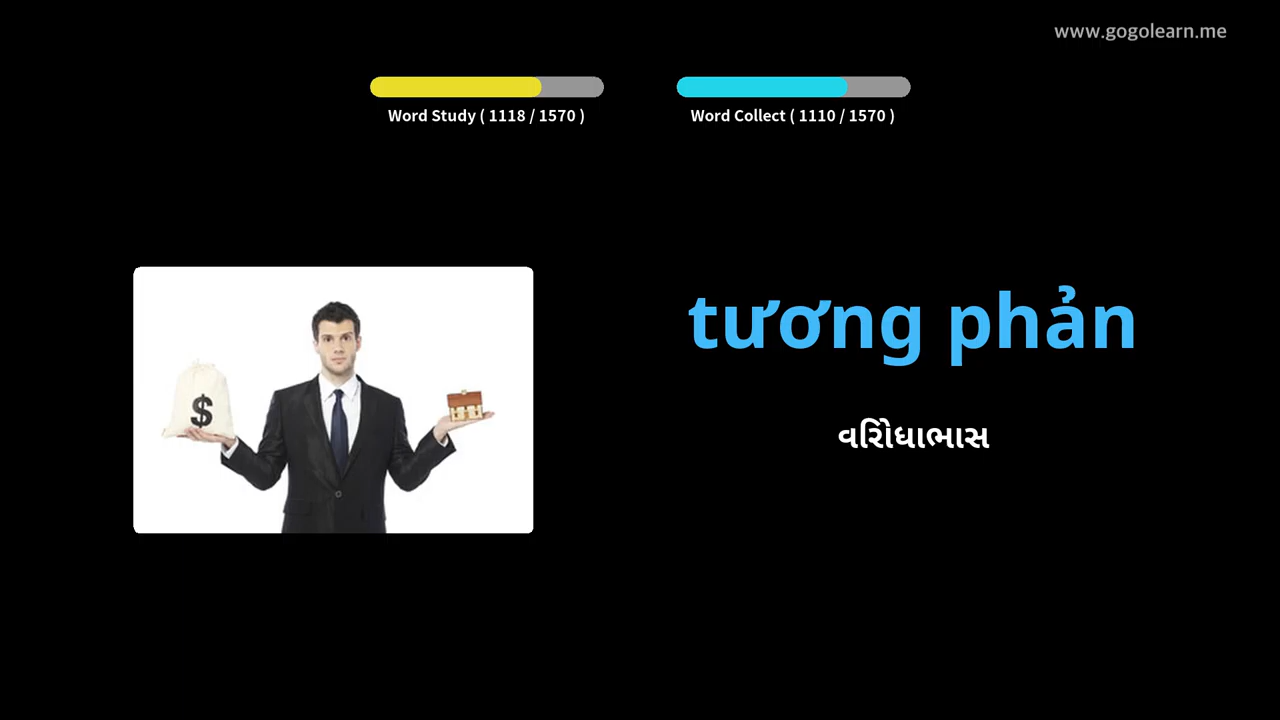 www.gogolearn.me
Word Study ( 1118 / 1570 )
Word Collect ( 1110 / 1570 )
$
tương phản
વિરોધાભાસ